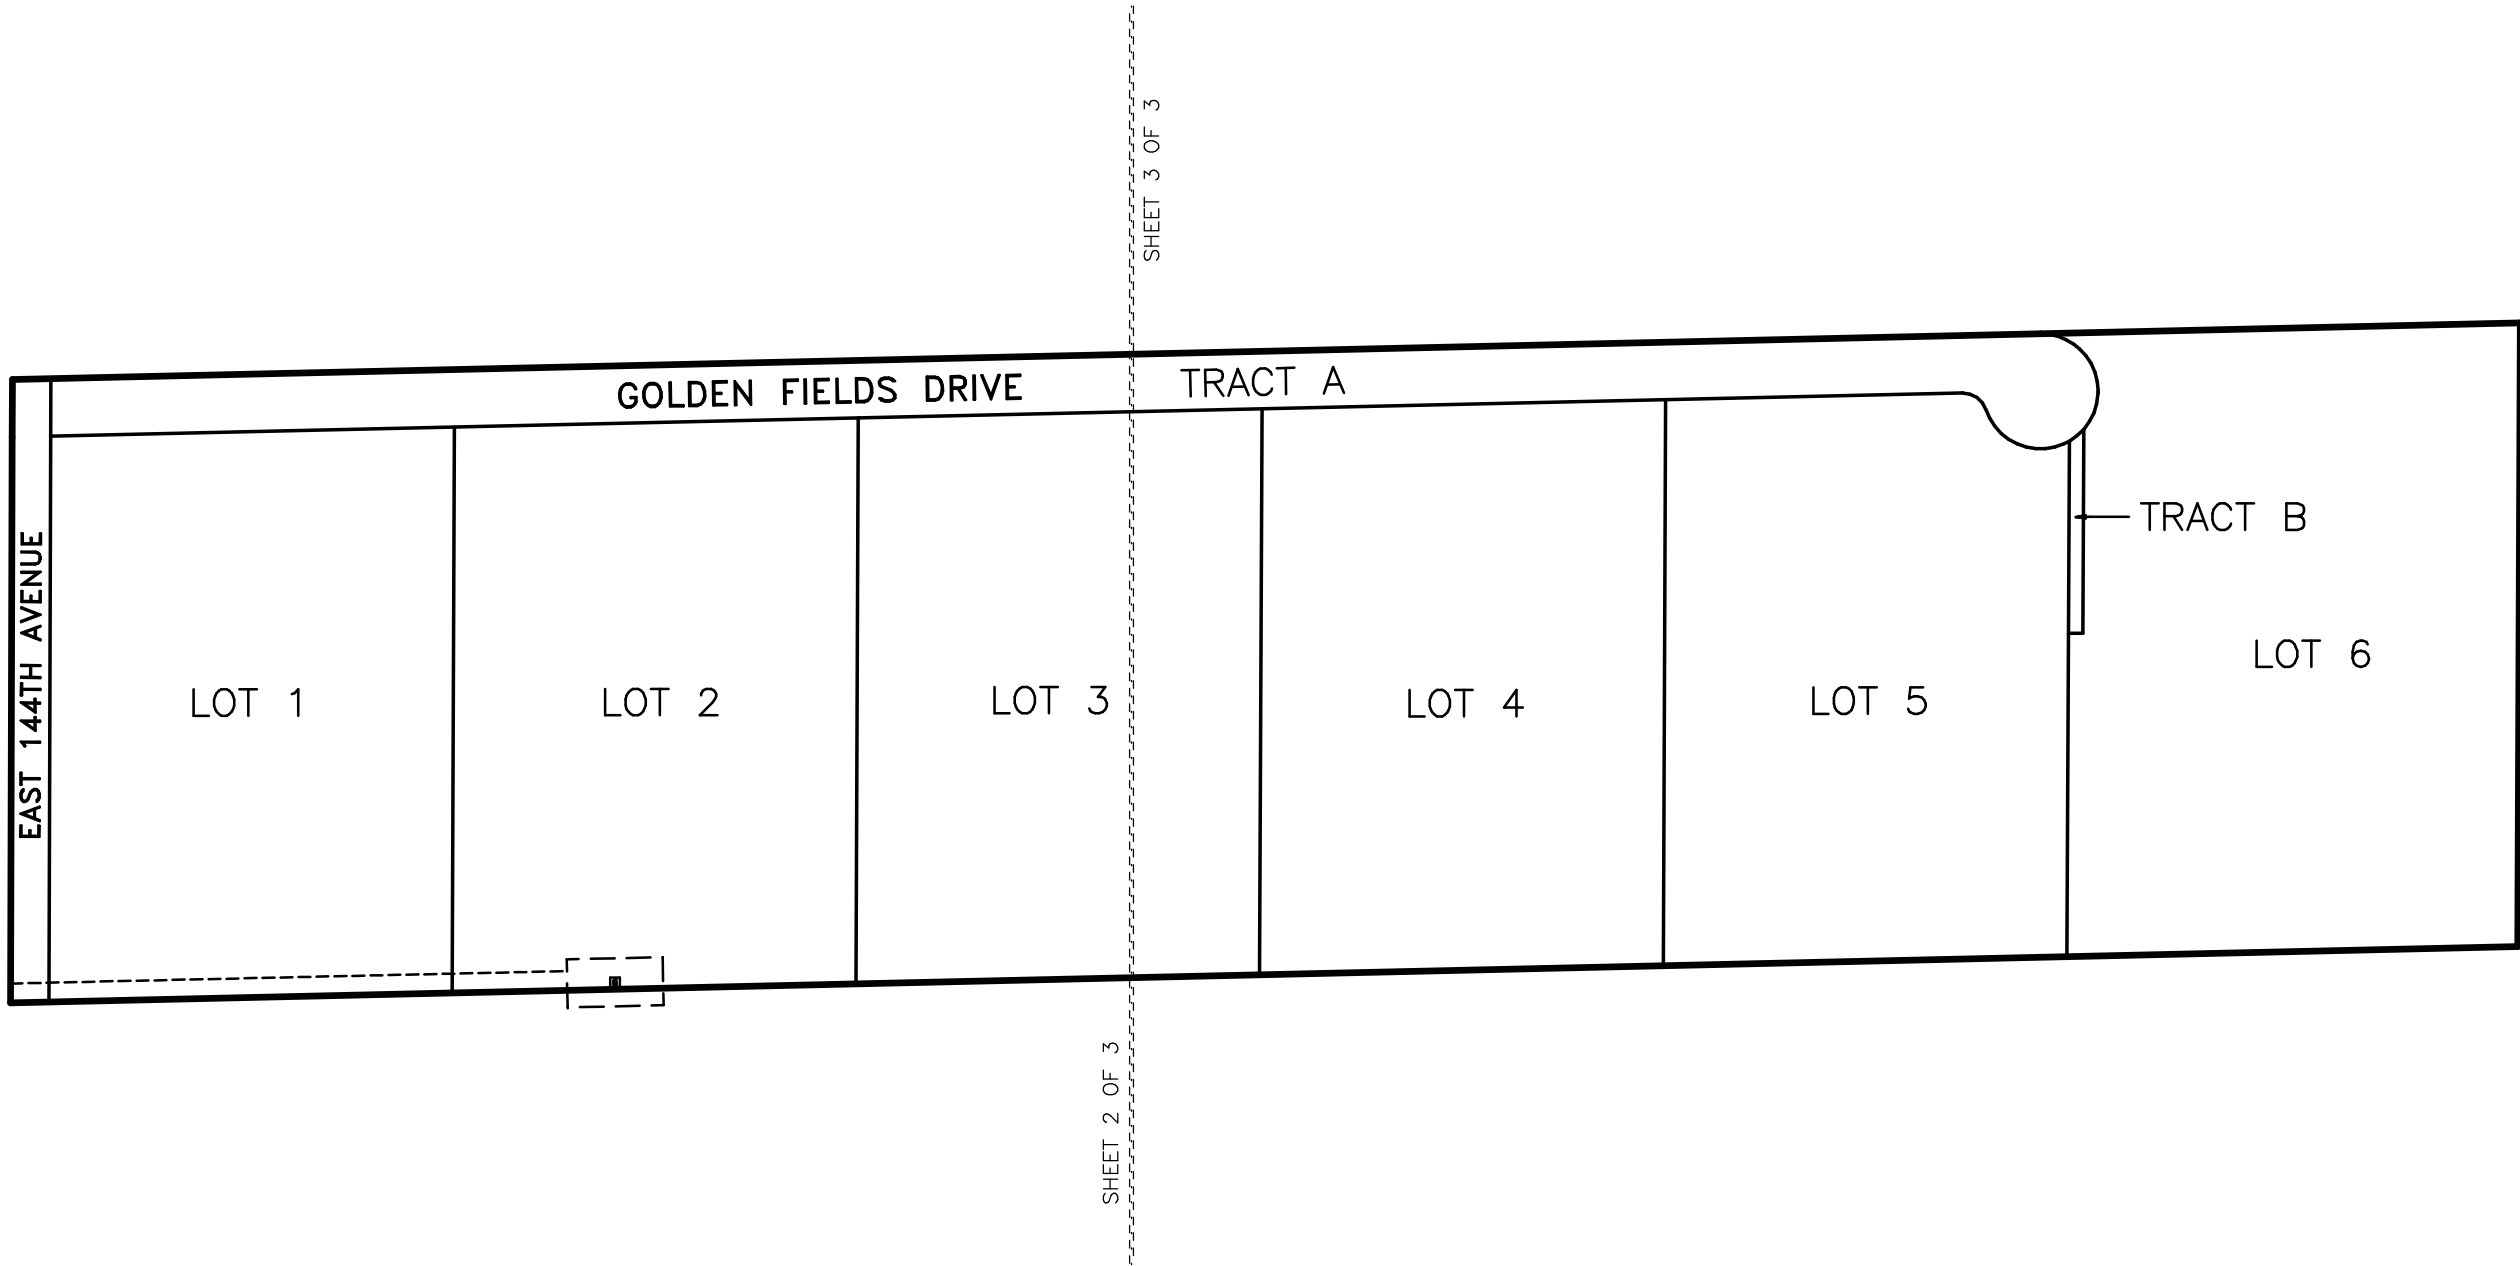 SHEET 3 OF 3
GOLDEN FIELDS DRIVE
TRACT A
EAST 144TH AVENUE
TRACT B
LOT 1
LOT 2
LOT 3
LOT 4
LOT 5
LOT 6
SHEET 2 OF 3